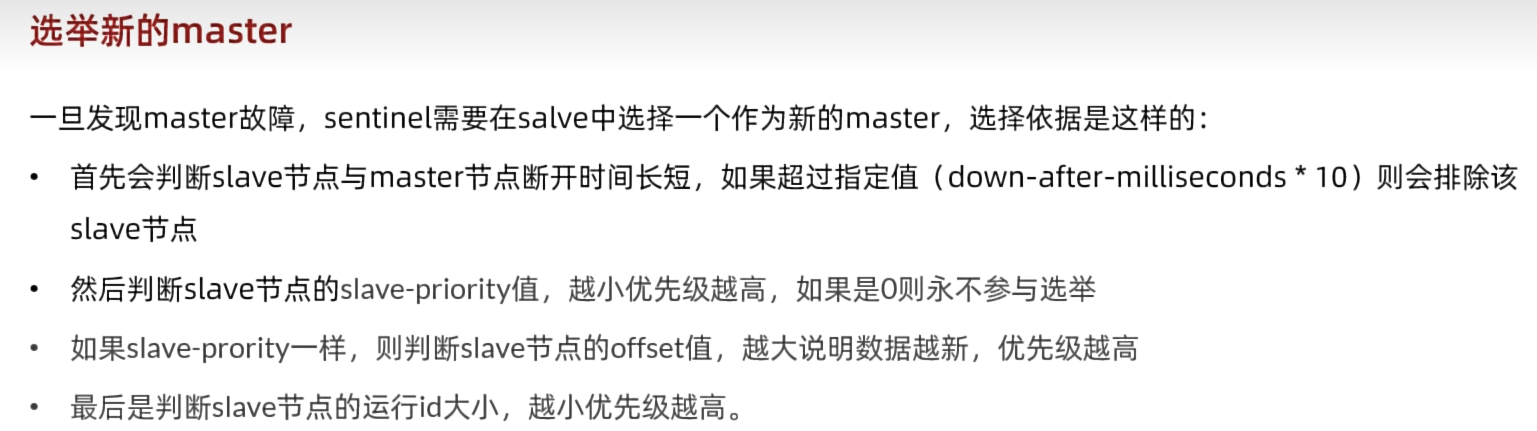 选举新的master
一旦发现master故障，sentinel需要在salve中选择一个作为新的master，选择依据是这样的：
• 首先会判断slave节点与master节点断开时间长短，如果超过指定值（down-after-milliseconds * 10）则会排除该
slave节点
• 然后判断slave节点的slave-priority值，越小优先级越高，如果是0则永不参与选举
• 如果slave-prority一样，则判断slave节点的offset值，越大说明数据越新，优先级越高
• 最后是判断slave节点的运行id大小，越小优先级越高。